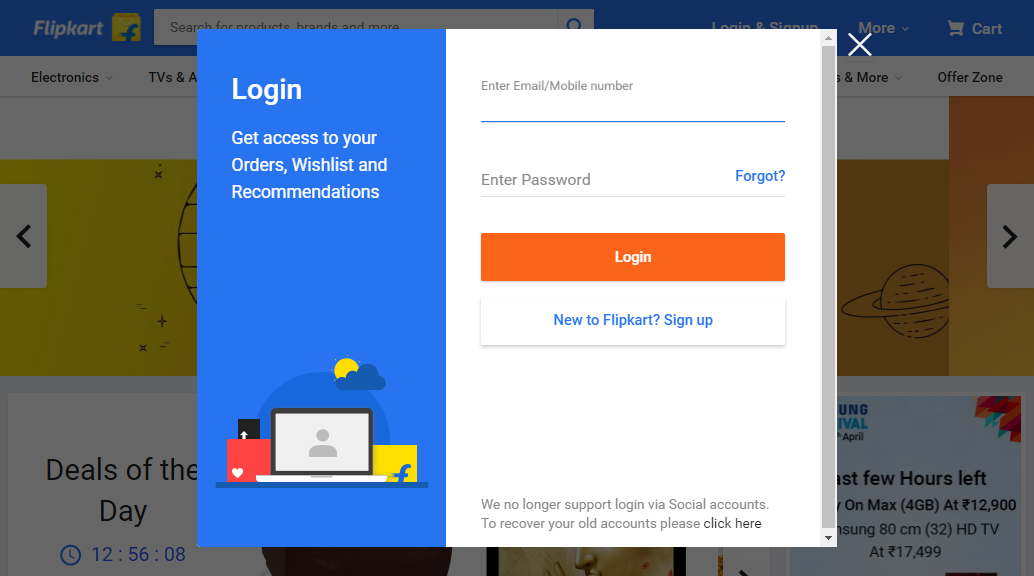 Flipkart
Search for products, brands and more
Login & Signup
More
Cart
Electronics
TVs & A
s & More
Offer Zone
Login
Get access to your
Orders, Wishlist and
Recommendations
Enter Email/Mobile number
Enter Password
Forgot?
Login
New to Flipkart? Sign up
We no longer support login via Social accounts.
To recover your old accounts please click here
Deals of the
Day
12 : 56 : 08
UNG
IVAL
April
ast few Hours left
y On Max (4GB) At ₹12,900
nsung 80 cm (32) HD TV
At ₹17,499